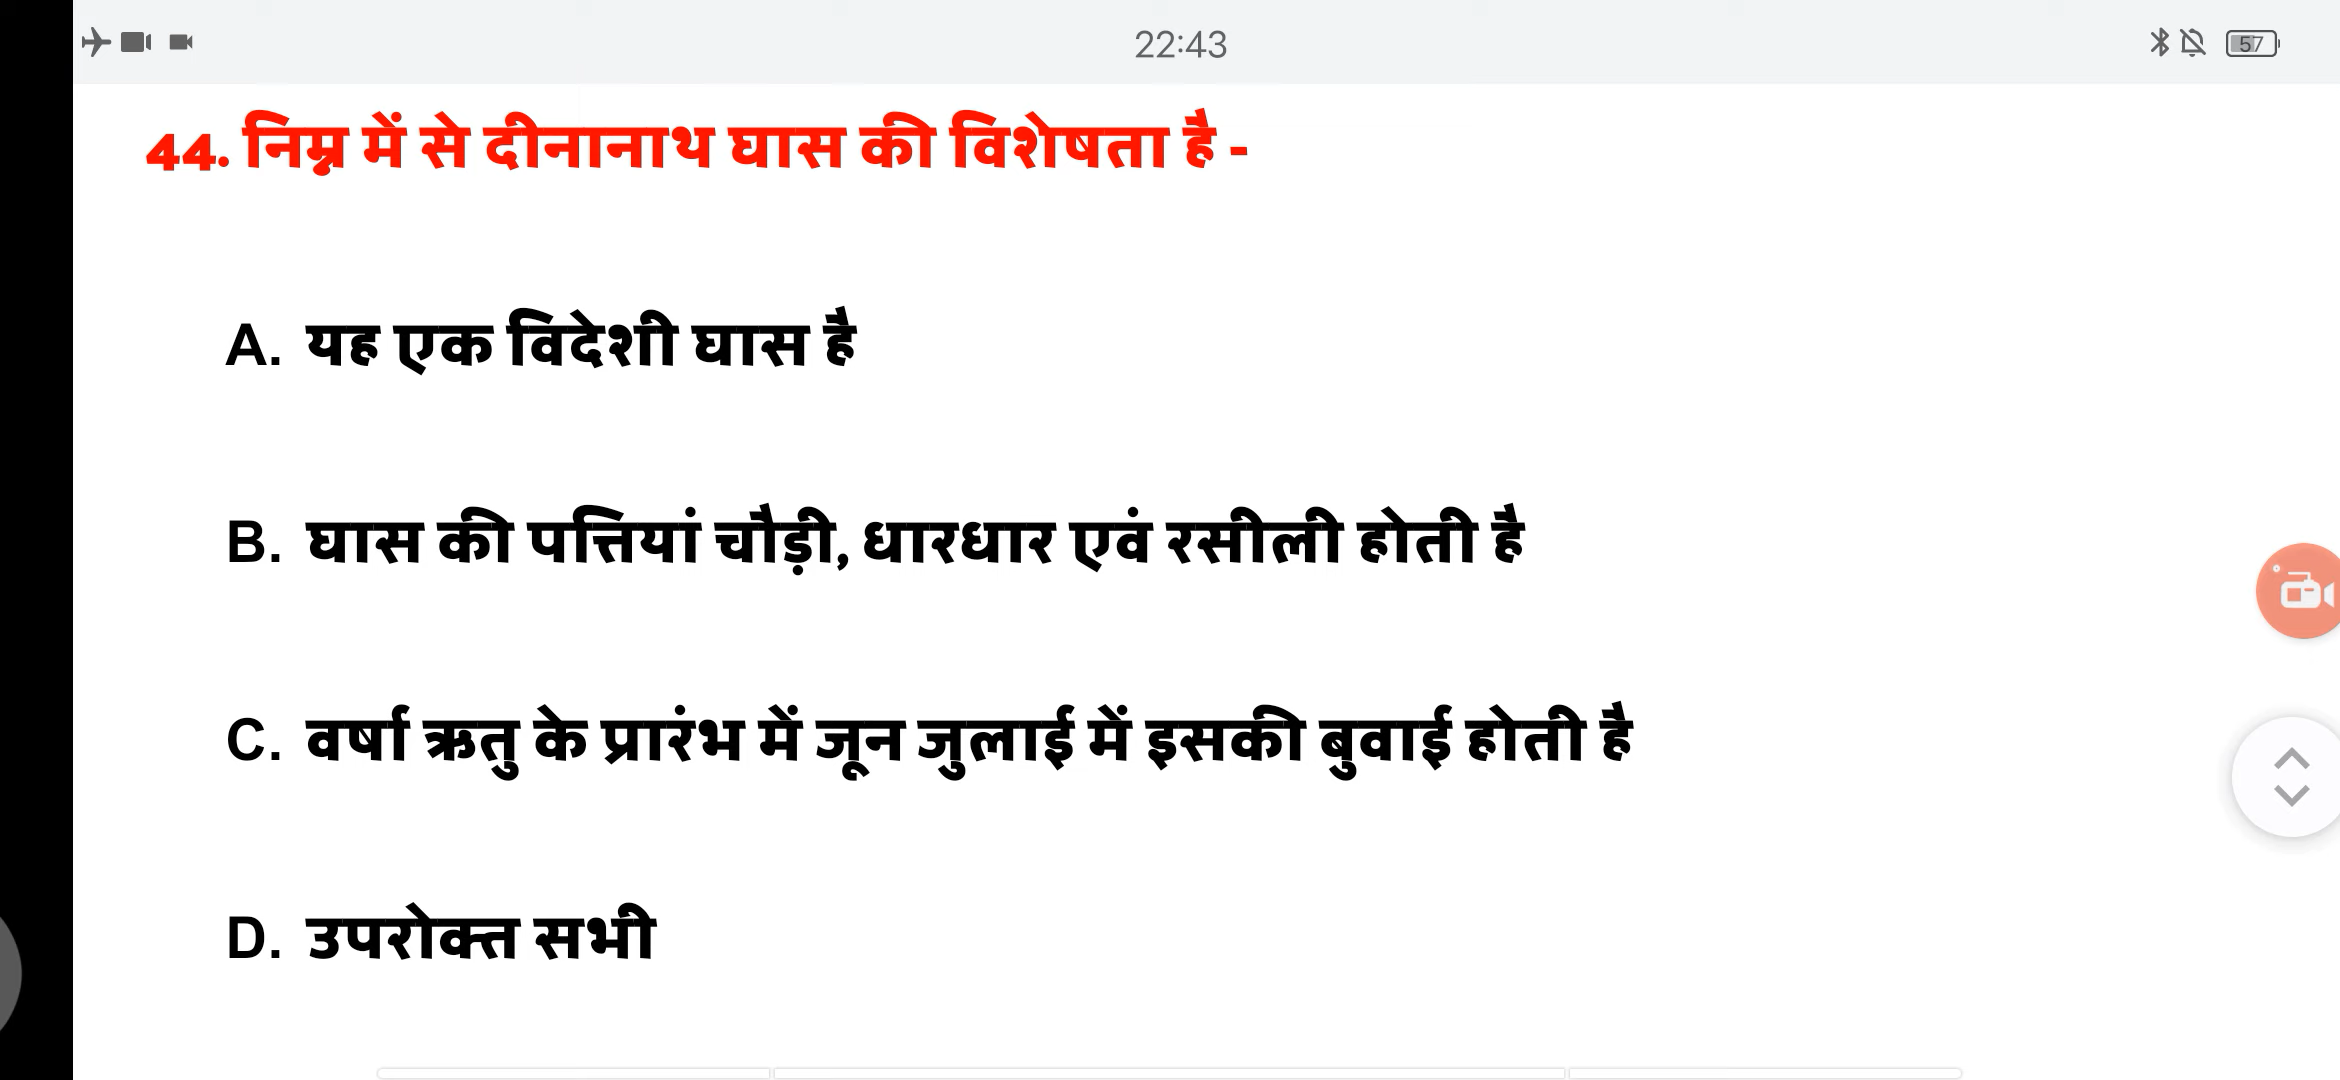 22:43
57
44. निम्न में से दीनानाथ घास की विशेषता है -
A. यह एक विदेशी घास है
B. घास की पत्तियां चौड़ी, धारधार एवं रसीली होती है
C. वर्षा ऋतु के प्रारंभ में जून जुलाई में इसकी बुवाई होती है
D. उपरोक्त सभी